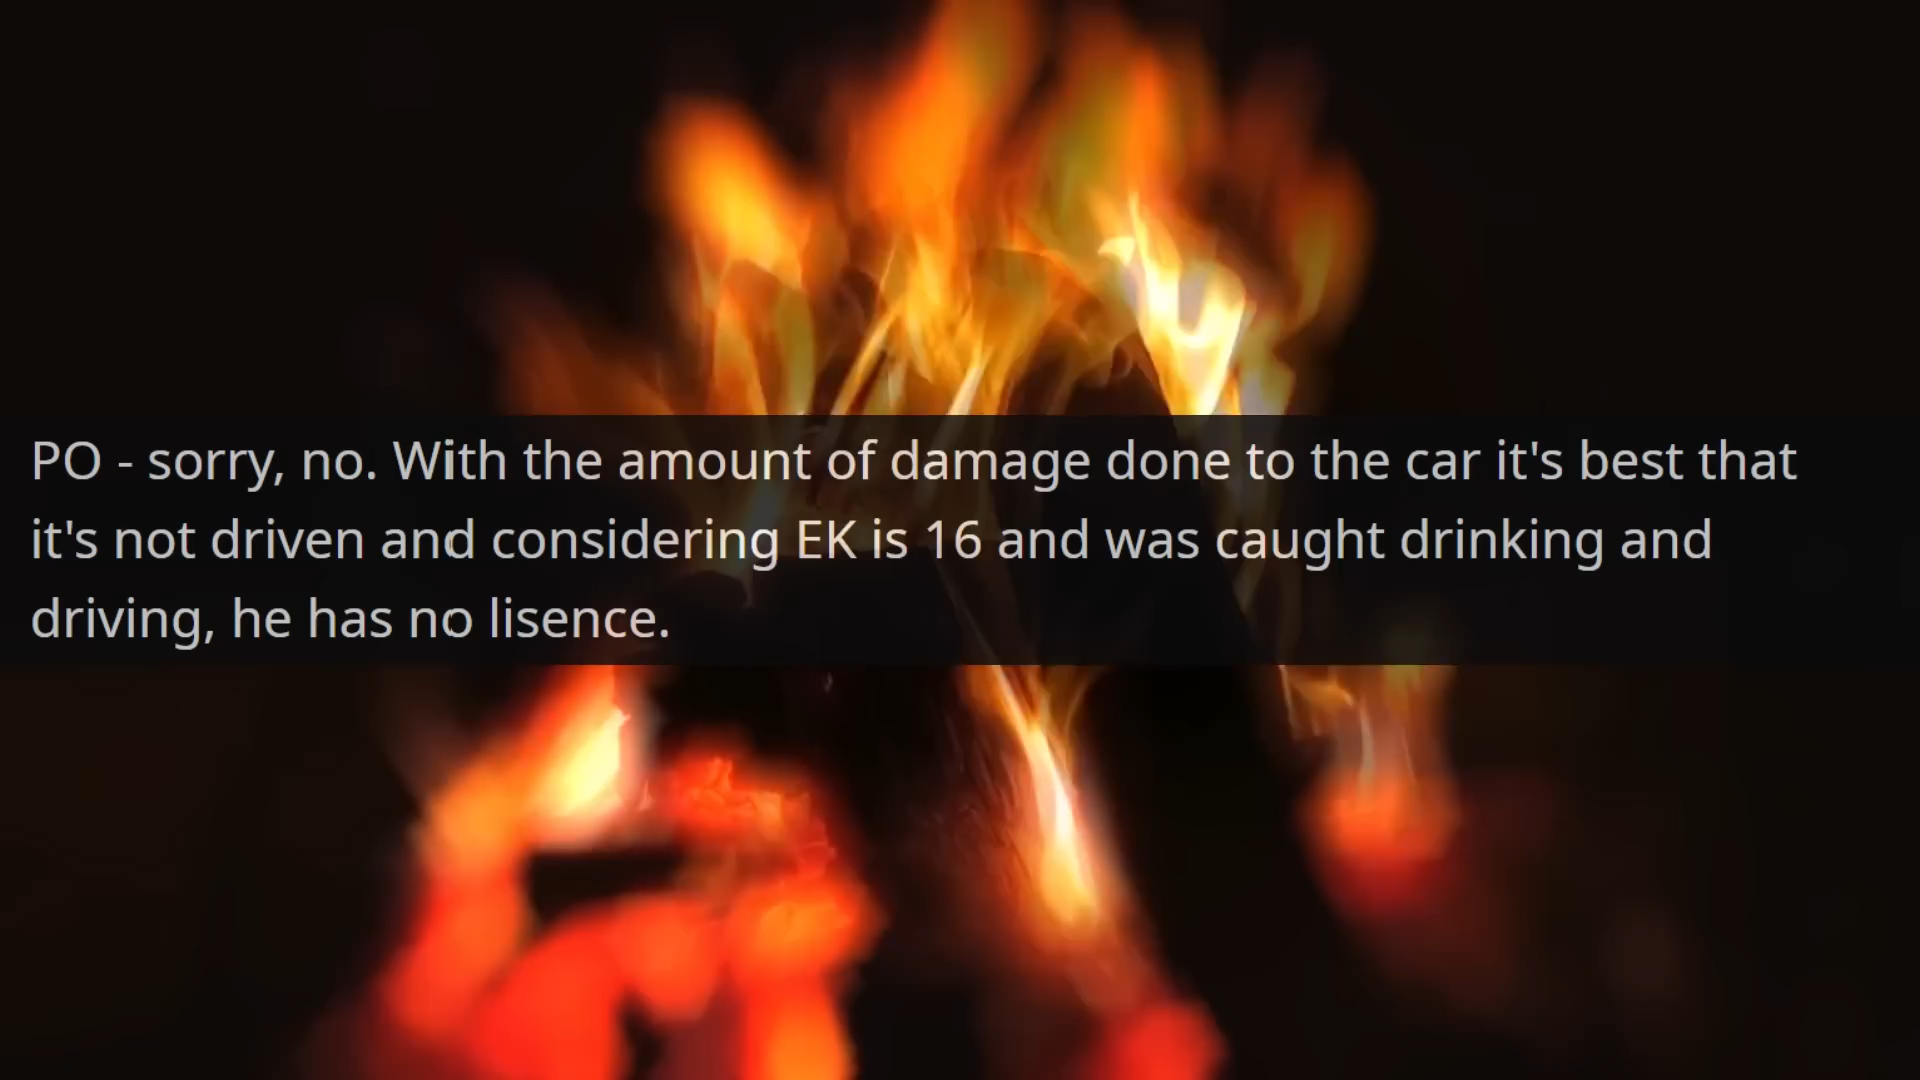 PO - sorry, no. With the amount of damage done to the car it's best that
it's not driven and considering EK is 16 and was caught drinking and
driving, he has no lisence.